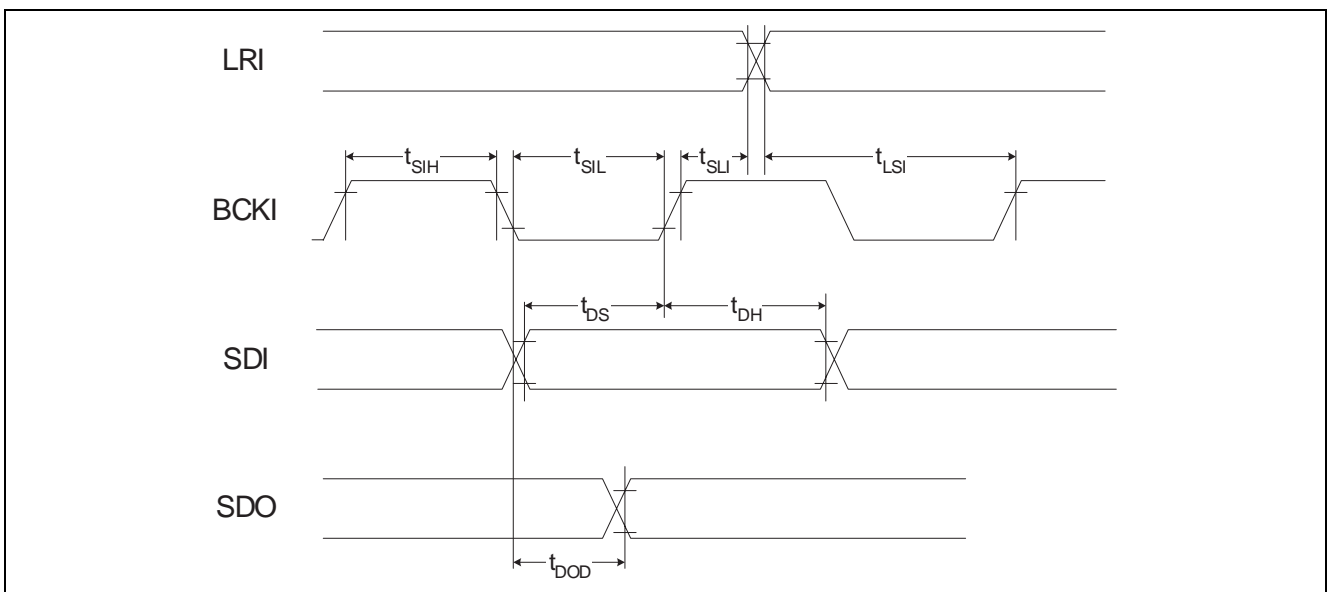 LRI
t_SIH t_SIL t_SLI t_LSI
BCKI
t_DS t_DH
SDI
SDO
t_DOD